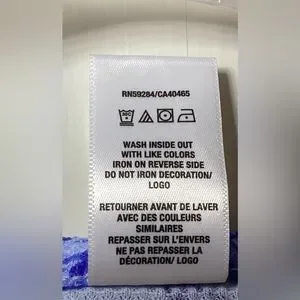 RN59284/CA40465
30C
WASH INSIDE OUT
WITH LIKE COLORS
IRON ON REVERSE SIDE
DO NOT IRON DECORATION/
LOGO
RETOURNER AVANT DE LAVER
AVEC DES COULEURS
SIMILAIRES
REPASSER SUR L'ENVERS
NE PAS REPASSER LA
DÉCORATION/ LOGO